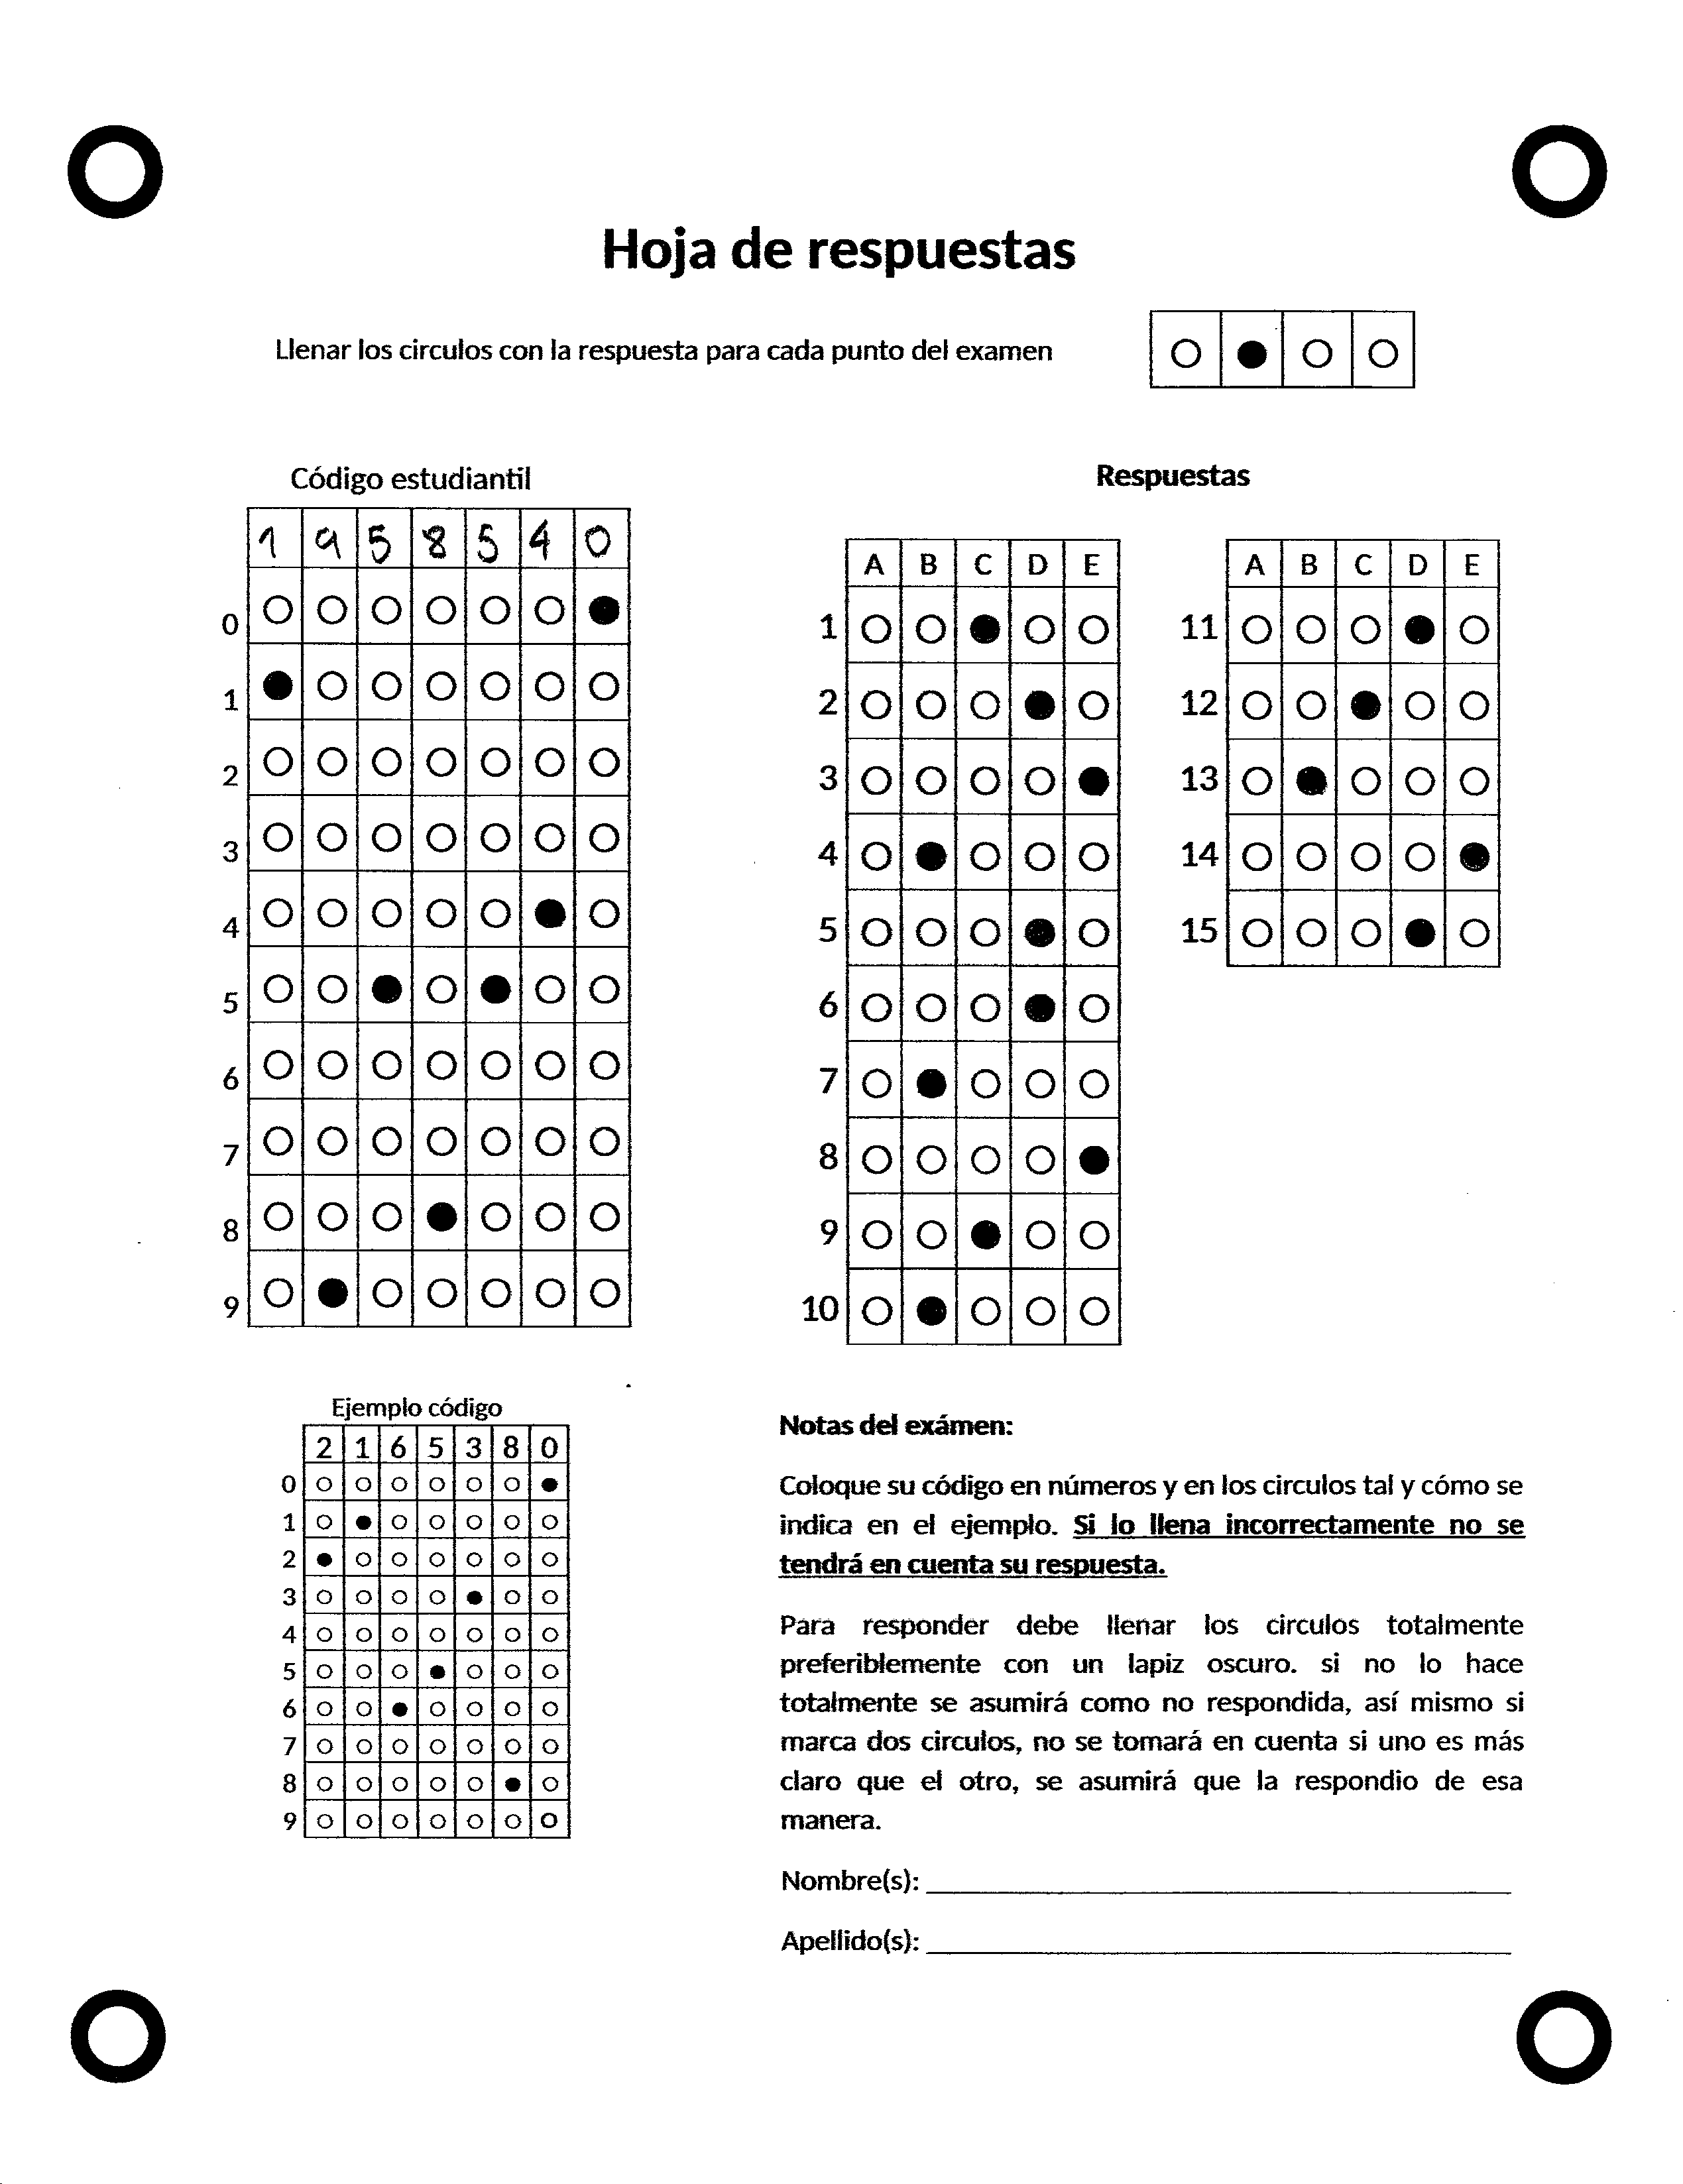 Hoja de respuestas
Llenar los circulos con la respuesta para cada punto del examen
Código estudiantil
1 9 5 8 5 4 0
0
1
2
3
4
5
6
7
8
9
Respuestas
A B C D E
1
2
3
4
5
6
7
8
9
10
A B C D E
11
12
13
14
15
Ejemplo código
2 1 6 5 3 8 0
0
1
2
3
4
5
6
7
8
9
Notas del exámen:
Coloque su código en números y en los circulos tal y cómo se
indica en el ejemplo. Si lo llena incorrectamente no se
tendrá en cuenta su respuesta.
Para responder debe llenar los circulos totalmente
preferiblemente con un lapiz oscuro. si no lo hace
totalmente se asumirá como no respondida, así mismo si
marca dos circulos, no se tomará en cuenta si uno es más
claro que el otro, se asumirá que la respondio de esa
manera.
Nombre(s):
Apellido(s):